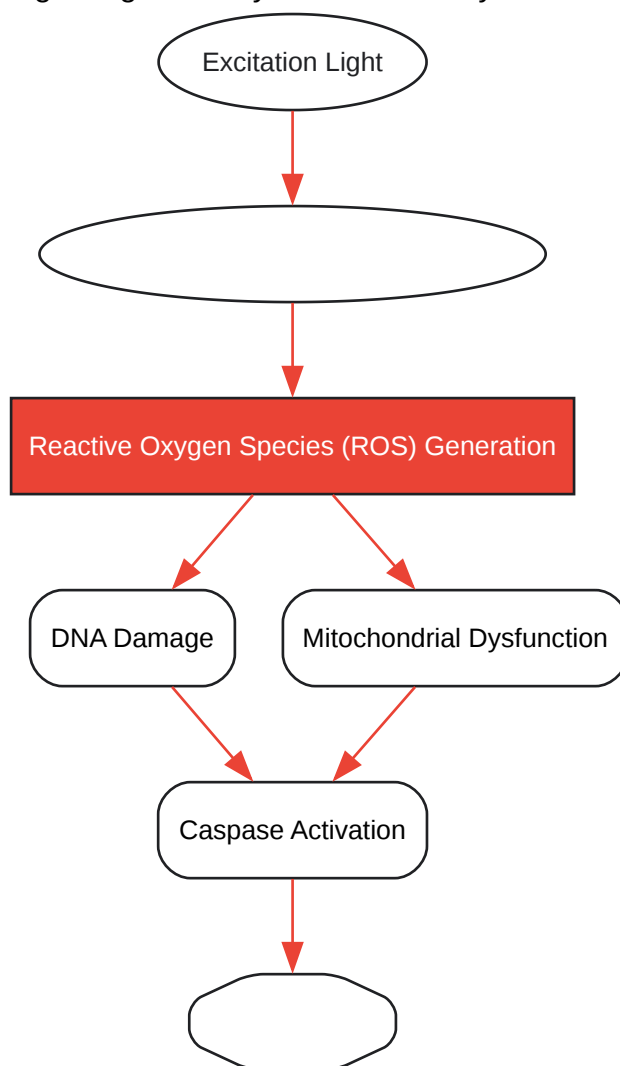 Excitation Light
Reactive Oxygen Species (ROS) Generation
DNA Damage
Mitochondrial Dysfunction
Caspase Activation